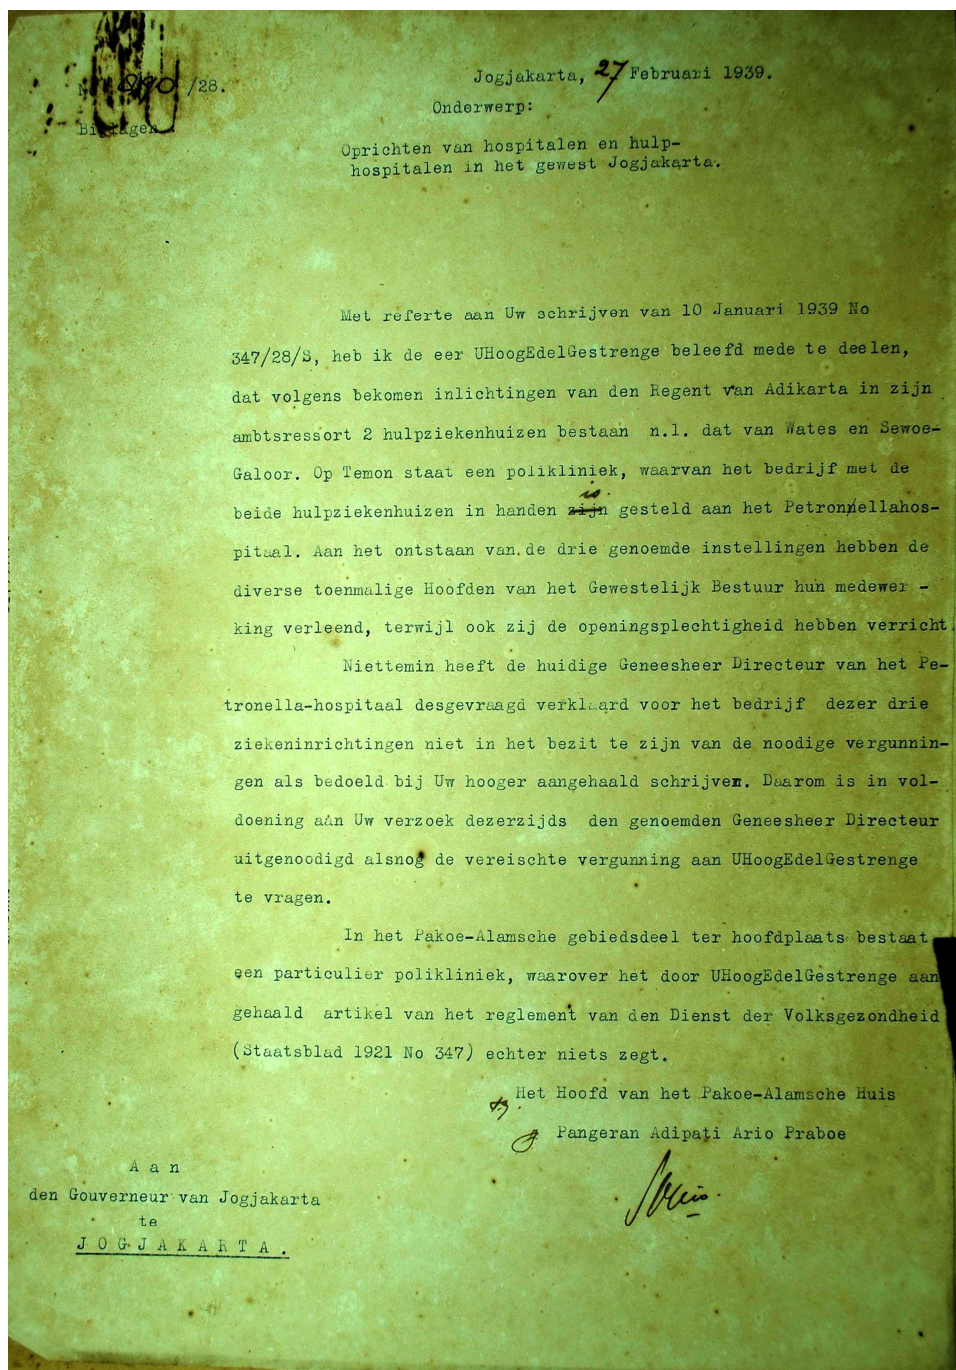 Jogjakarta, 27 Februari 1939.
No. 290/28.
Onderwerp:
Bijlagen
Oprichten van hospitalen en hulp-
hospitalen in het gewest Jogjakarta.
Met referte aan Uw schrijven van 10 Januari 1939 No
347/28/S, heb ik de eer UHoogEdelGestrenge beleefd mede te deelen,
dat volgens bekomen inlichtingen van den Regent van Adikarta in zijn
ambtsressort 2 hulpziekenhuizen bestaan n.l. dat van Wates en Sewoe-
Galoor. Op Temon staat een polikliniek, waarvan het bedrijf met de
is.
beide hulpziekenhuizen in handen zijn gesteld aan het Petronnellahos-
pitaal. Aan het ontstaan van de drie genoemde instellingen hebben de
diverse toenmalige Hoofden van het Gewestelijk Bestuur hun medewer -
king verleend, terwijl ook zij de openingsplechtigheid hebben verricht.
Niettemin heeft de huidige Geneesheer Directeur van het Pe-
tronella-hospitaal desgevraagd verklaard voor het bedrijf dezer drie
ziekeninrichtingen niet in het bezit te zijn van de noodige vergunnin-
gen als bedoeld bij Uw hooger aangehaald schrijven. Daarom is in vol-
doening aan Uw verzoek dezerzijds den genoemden Geneesheer Directeur
uitgenoodigd alsnog de vereischte vergunning aan UHoogEdelGestrenge
te vragen.
In het Pakoe-Alamsche gebiedsdeel ter hoofdplaats bestaat
een particulier polikliniek, waarover het door UHoogEdelGestrenge aan
gehaald artikel van het reglement van den Dienst der Volksgezondheid
(Staatsblad 1921 No 347) echter niets zegt.
Het Hoofd van het Pakoe-Alamsche Huis
Pangeran Adipati Ario Praboe
A a n
den Gouverneur van Jogjakarta
te
J O G J A K A R T A .